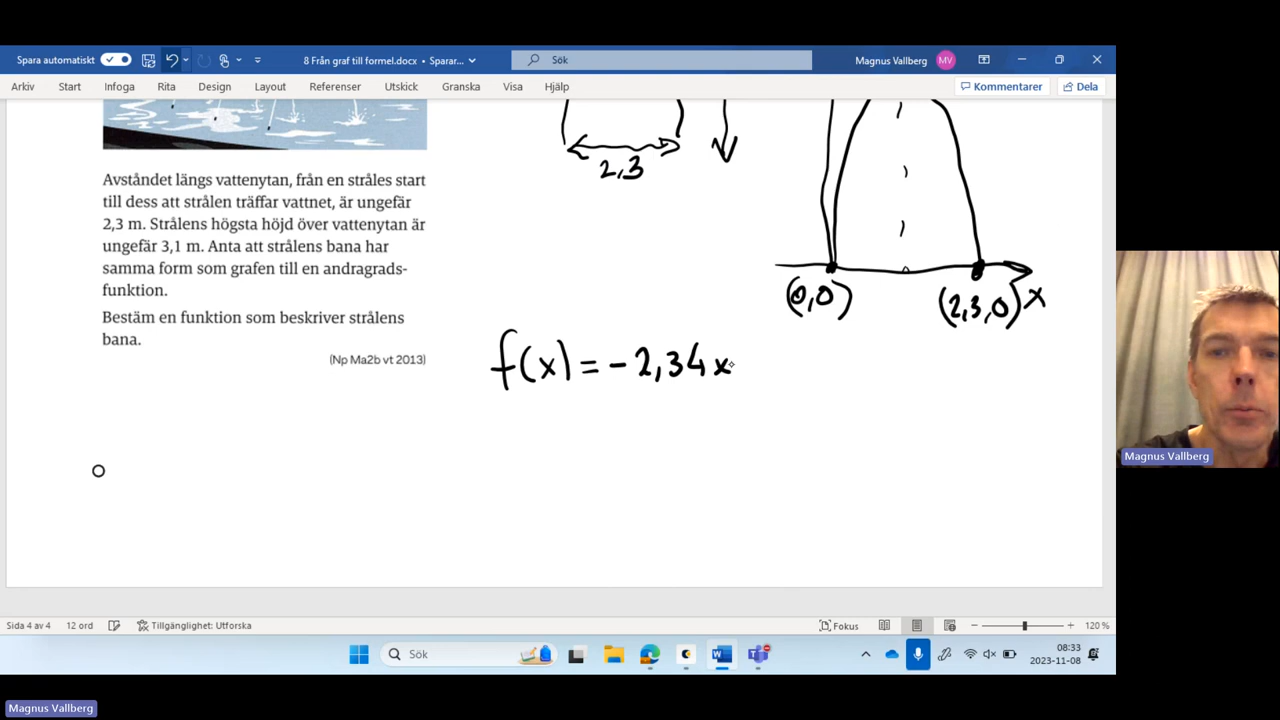 Spara automatiskt
8 Från graf till formel.docx • Sparar...
Sök
Magnus Vallberg
MV
Arkiv Start Infoga Rita Design Layout Referenser Utskick Granska Visa Hjälp
Kommentarer
Dela
2,3
Avståndet längs vattenytan, från en stråles start
till dess att strålen träffar vattnet, är ungefär
2,3 m. Strålens högsta höjd över vattenytan är
ungefär 3,1 m. Anta att strålens bana har
samma form som grafen till en andragrads-
funktion.
Bestäm en funktion som beskriver strålens
bana.
(Np Ma2b vt 2013)
(0,0)
(2,3,0)
x
f(x) = -2,34x
Magnus Vallberg
Sida 4 av 4
12 ord
Tillgänglighet: Utforska
Fokus
120 %
Sök
08:33
2023-11-08
Magnus Vallberg